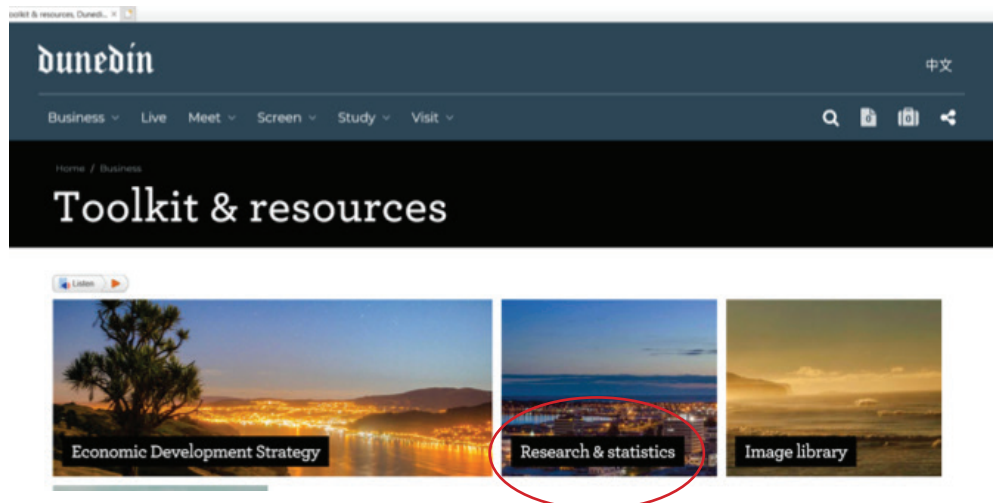 oolkit & resources, Dunedi...
dunedin
中文
Business Live Meet Screen Study Visit
Home / Business
Toolkit & resources
Listen
Economic Development Strategy
Research & statistics
Image library